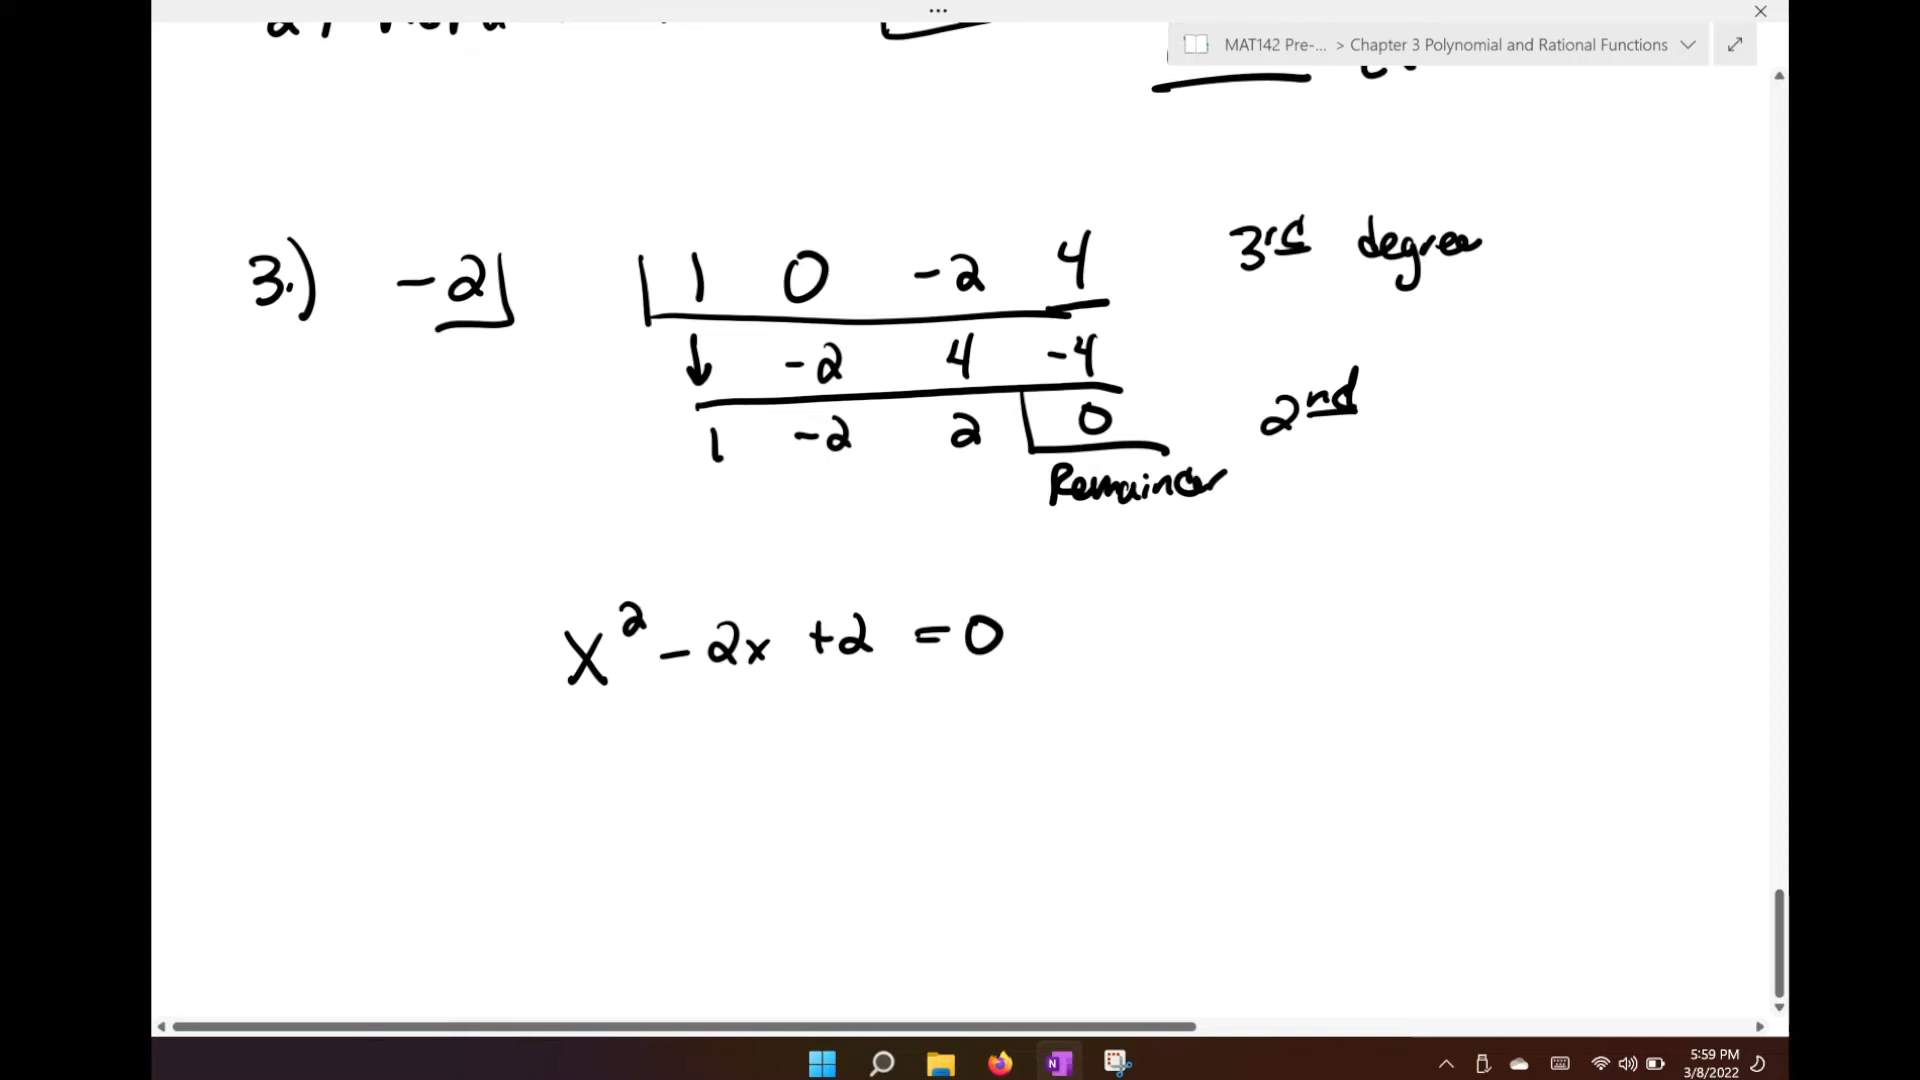 MAT142 Pre-... > Chapter 3 Polynomial and Rational Functions
3.) -2 1 0 -2 4 3rd degree
-2 4 -4
1 -2 2 0 2nd
Remainder
x² - 2x + 2 = 0
5:59 PM
3/8/2022